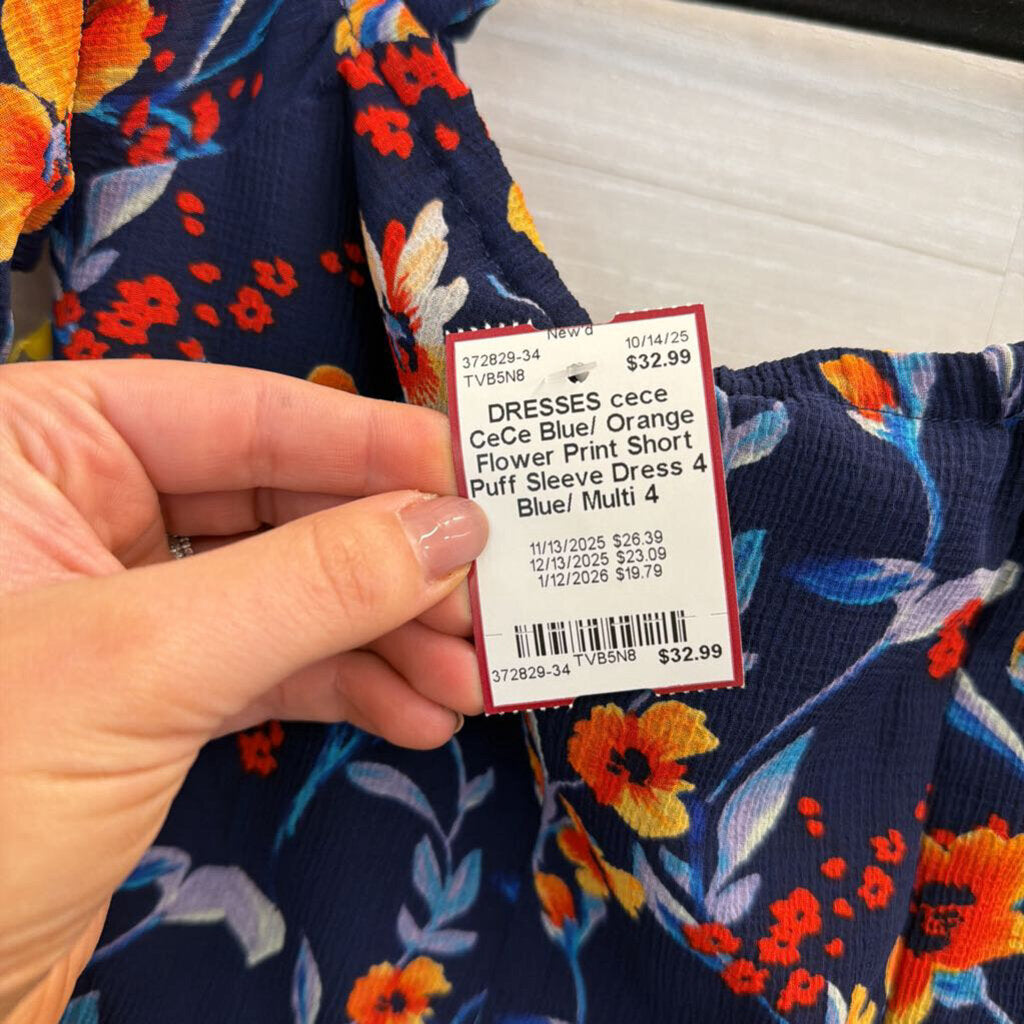 New'd
372829-34 10/14/25
TVB5N8 $32.99
DRESSES cece
CeCe Blue/ Orange
Flower Print Short
Puff Sleeve Dress 4
Blue/ Multi 4
11/13/2025 $26.39
12/13/2025 $23.09
1/12/2026 $19.79
372829-34 TVB5N8 $32.99